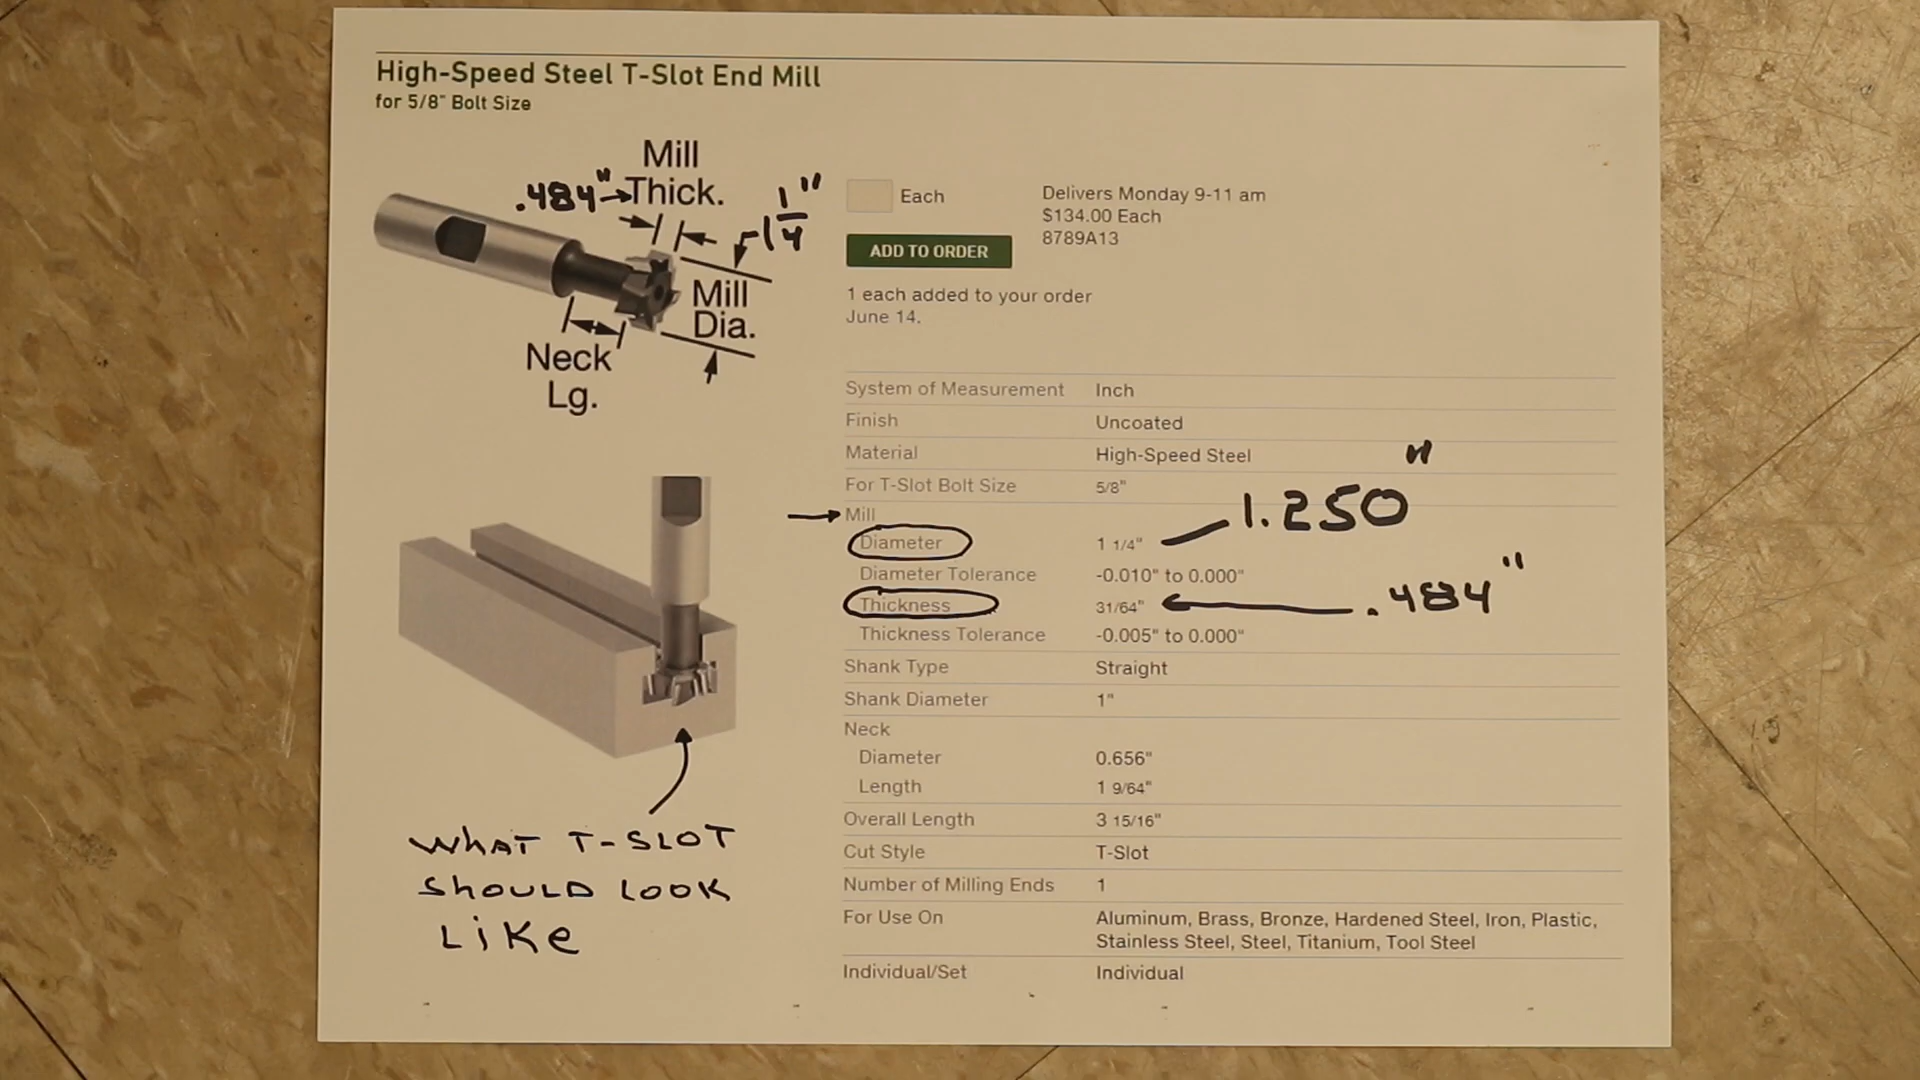 High-Speed Steel T-Slot End Mill
for 5/8" Bolt Size
Mill
.484" Thick.
1 1/4"
Mill
Dia.
Neck
Lg.
Each
ADD TO ORDER
Delivers Monday 9-11 am
$134.00 Each
8789A13
1 each added to your order
June 14.
System of Measurement Inch
Finish Uncoated
Material High-Speed Steel
For T-Slot Bolt Size 5/8"
Mill
Diameter 1 1/4" 1.250"
Diameter Tolerance -0.010" to 0.000"
Thickness 31/64" .484"
Thickness Tolerance -0.005" to 0.000"
Shank Type Straight
Shank Diameter 1"
Neck
Diameter 0.656"
Length 1 9/64"
Overall Length 3 15/16"
Cut Style T-Slot
Number of Milling Ends 1
For Use On Aluminum, Brass, Bronze, Hardened Steel, Iron, Plastic,
Stainless Steel, Steel, Titanium, Tool Steel
Individual/Set Individual
WhAT T-SLOT
ShOULD LOOK
LiKe